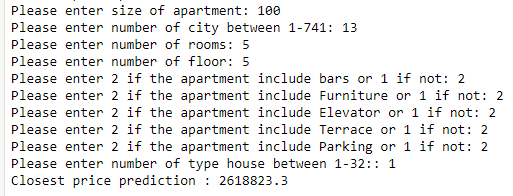 Please enter size of apartment: 100
Please enter number of city between 1-741: 13
Please enter number of rooms: 5
Please enter number of floor: 5
Please enter 2 if the apartment include bars or 1 if not: 2
Please enter 2 if the apartment include Furniture or 1 if not: 2
Please enter 2 if the apartment include Elevator or 1 if not: 2
Please enter 2 if the apartment include Terrace or 1 if not: 2
Please enter 2 if the apartment include Parking or 1 if not: 2
Please enter number of type house between 1-32:: 1
Closest price prediction : 2618823.3